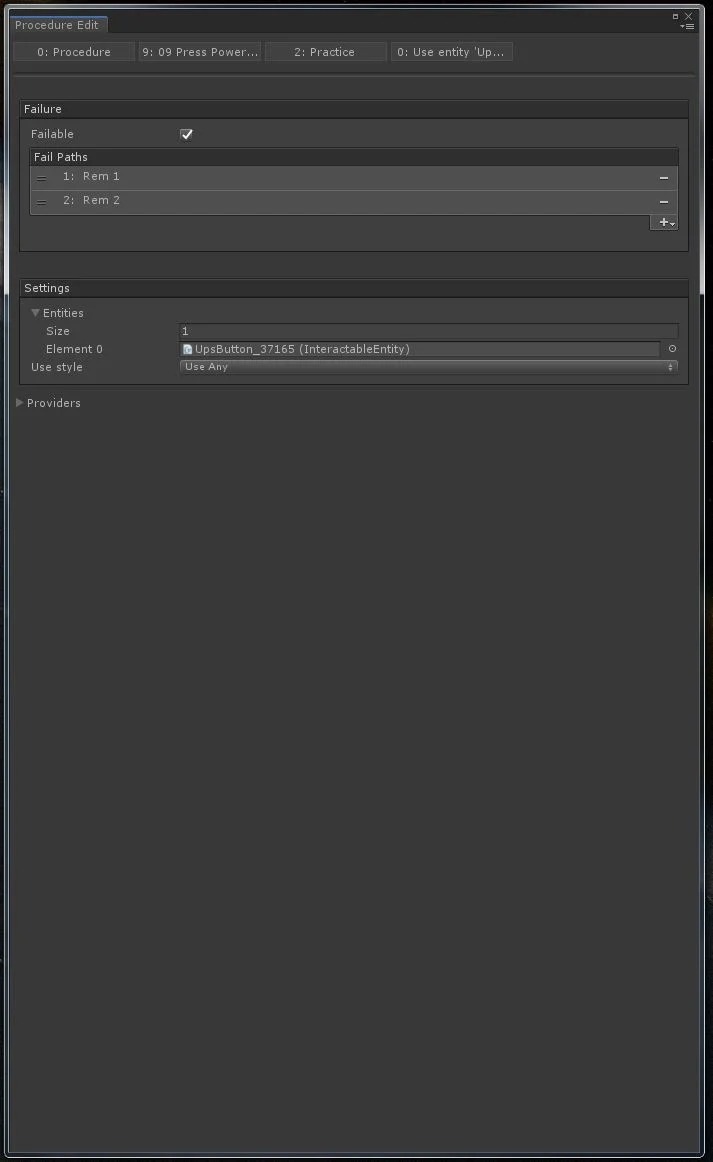 Procedure Edit
0: Procedure 9: 09 Press Power... 2: Practice 0: Use entity 'Up...
Failure
Failable
Fail Paths
1: Rem 1
2: Rem 2
Settings
Entities
Size 1
Element 0 UpsButton_37165 (InteractableEntity)
Use style Use Any
Providers